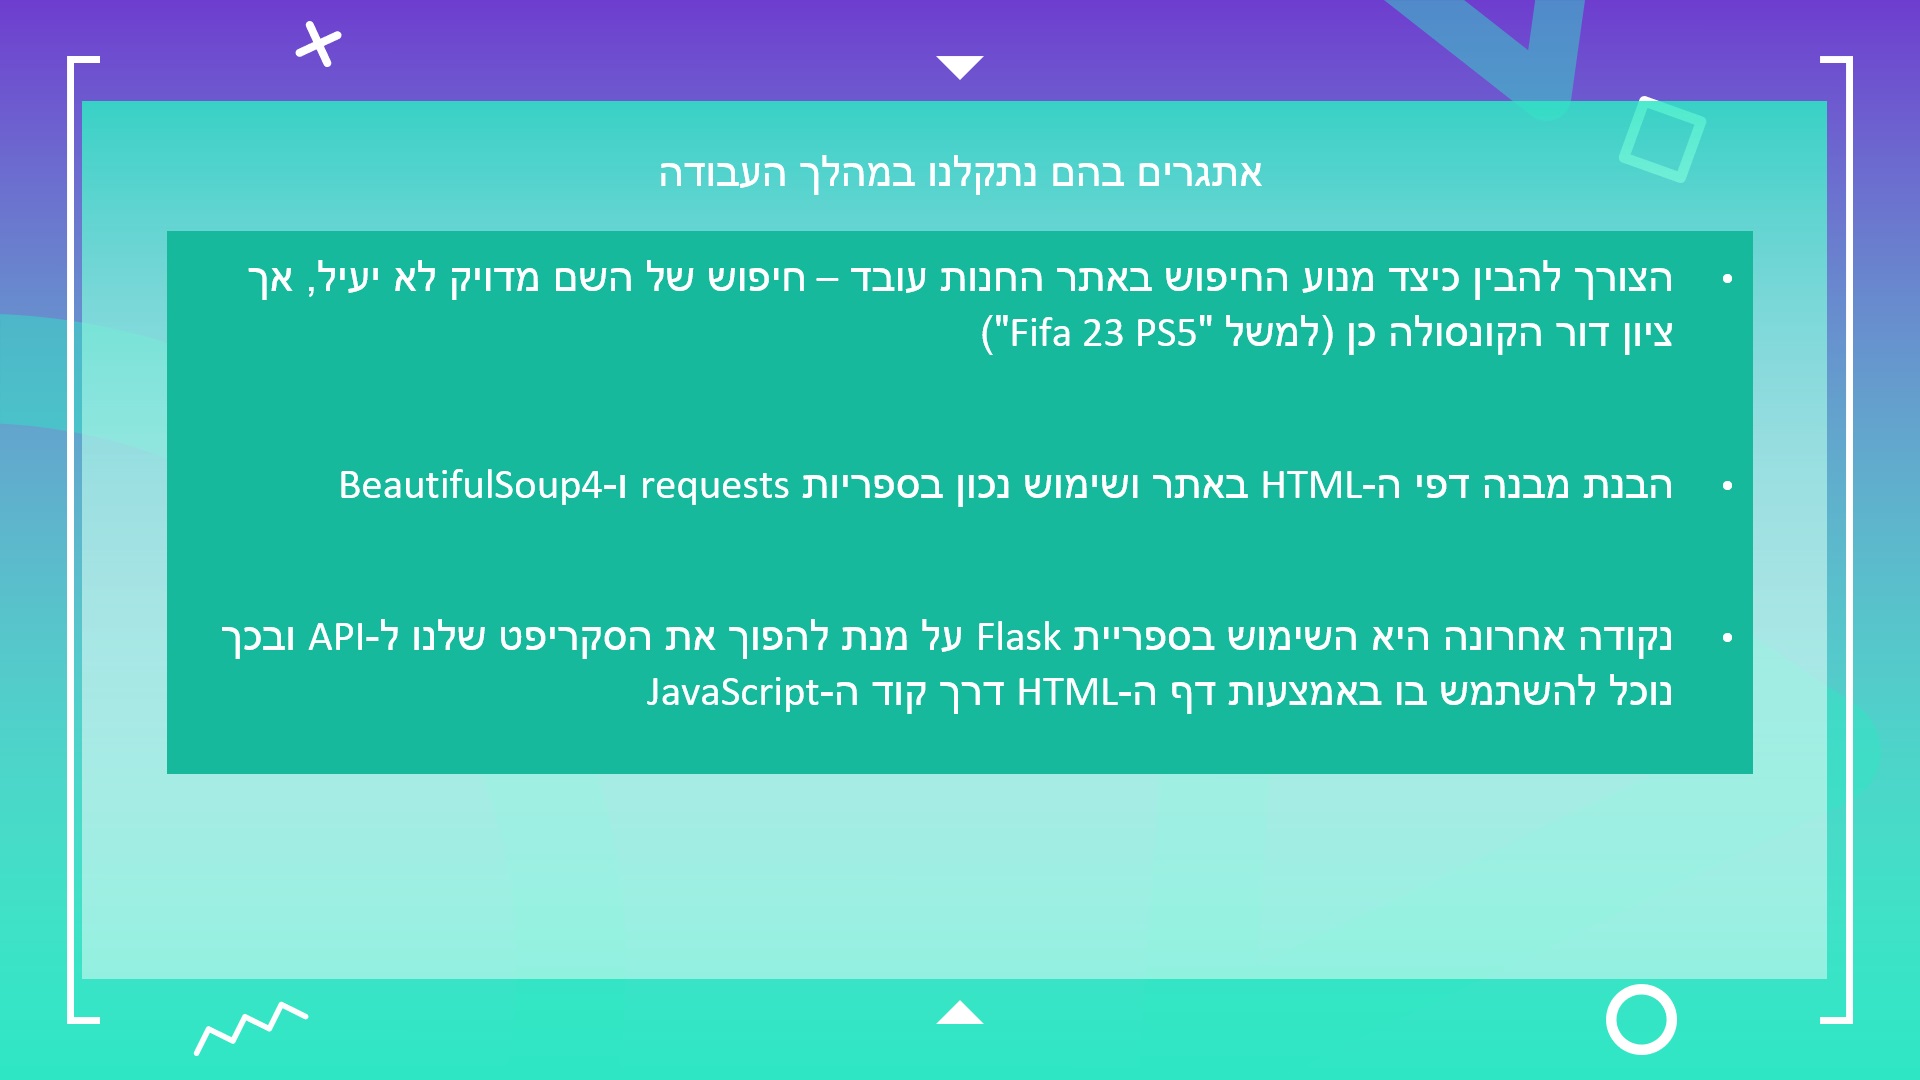 אתגרים בהם נתקלנו במהלך העבודה
• הצורך להבין כיצד מנוע החיפוש באתר החנות עובד – חיפוש של השם מדויק לא יעיל, אך
ציון דור הקונסולה כן (למשל "Fifa 23 PS5")
• הבנת מבנה דפי ה-HTML באתר ושימוש נכון בספריות requests ו-BeautifulSoup4
• נקודה אחרונה היא השימוש בספריית Flask על מנת להפוך את הסקריפט שלנו ל-API ובכך
נוכל להשתמש בו באמצעות דף ה-HTML דרך קוד ה-JavaScript